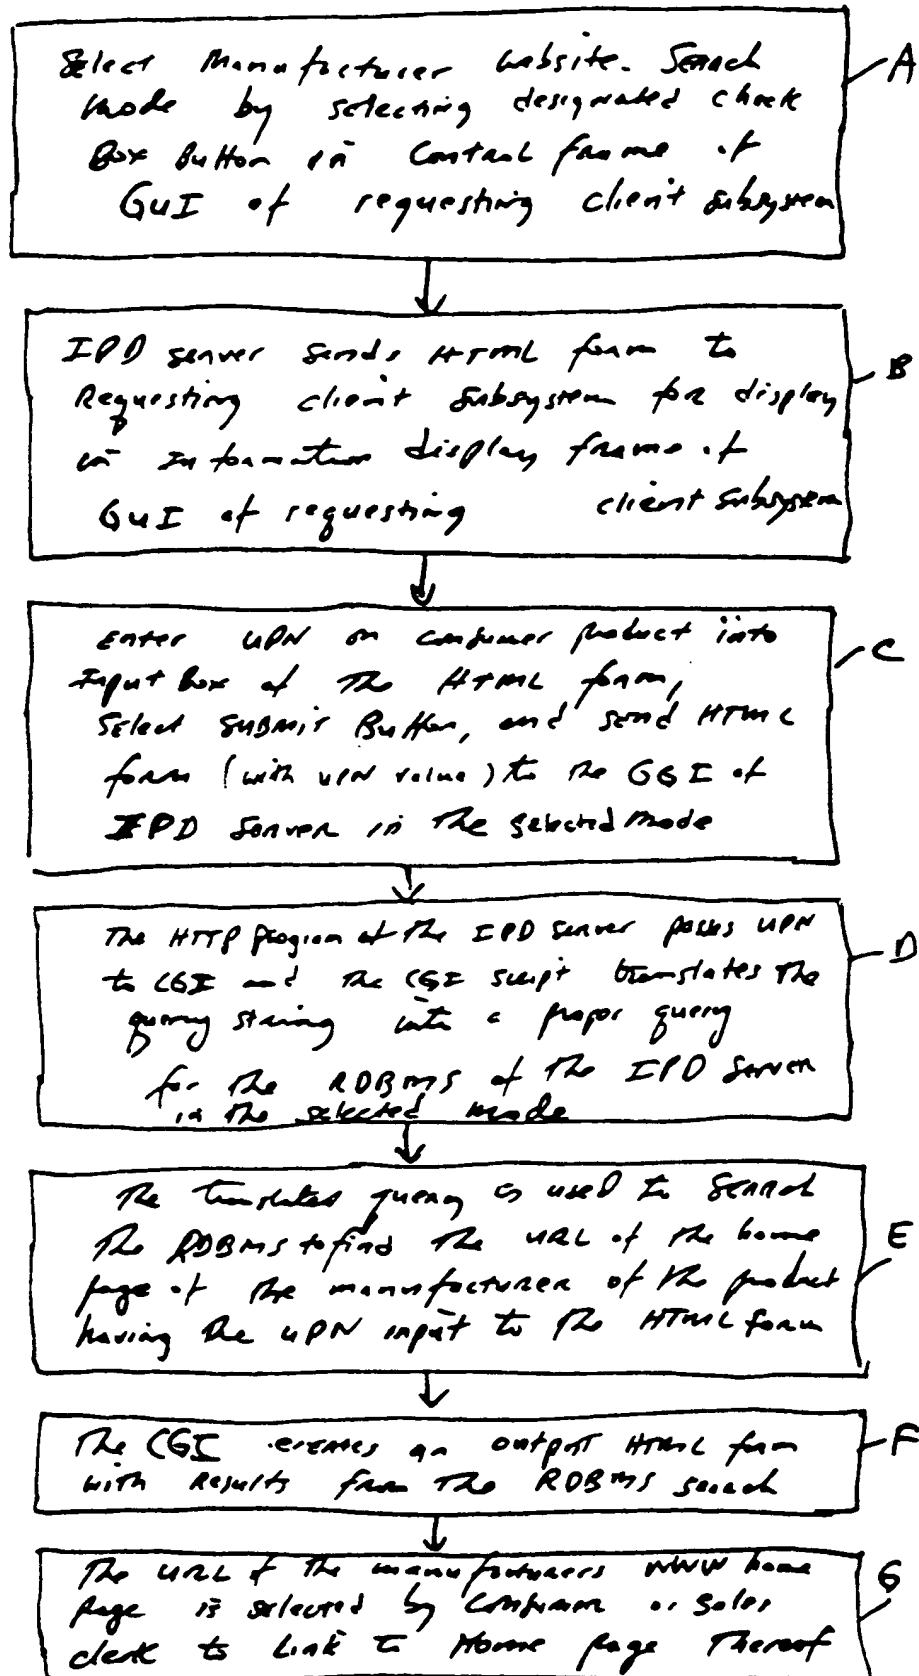 Select Manufacturer Website. Search
mode by selecting designated check
Box Button in Control frame of
GUI of requesting client subsystem
A
IPD server sends HTML form to
Requesting client Subsystem for display
in Information display frame of
GUI of requesting client subsystem
B
Enter UPN on consumer product into
Input Box of the HTML form,
Select SUBMIT Button, and send HTML
form (with UPN value) to the CGI of
IPD Server in the selected mode
C
The HTTP program at the IPD server passes UPN
to CGI and the CGI script translates the
query string into a proper query
for the RDBMS of the IPD Server
in the selected mode
D
The translated query is used to search
the RDBMS to find the URL of the home
page of the manufacturer of the product
having the UPN input to the HTML form
E
The CGI creates an output HTML form
with Results from the RDBMS search
F
The URL of the manufacturers WWW home
page is selected by Consumer or Sales
clerk to Link to Home page Thereof
G